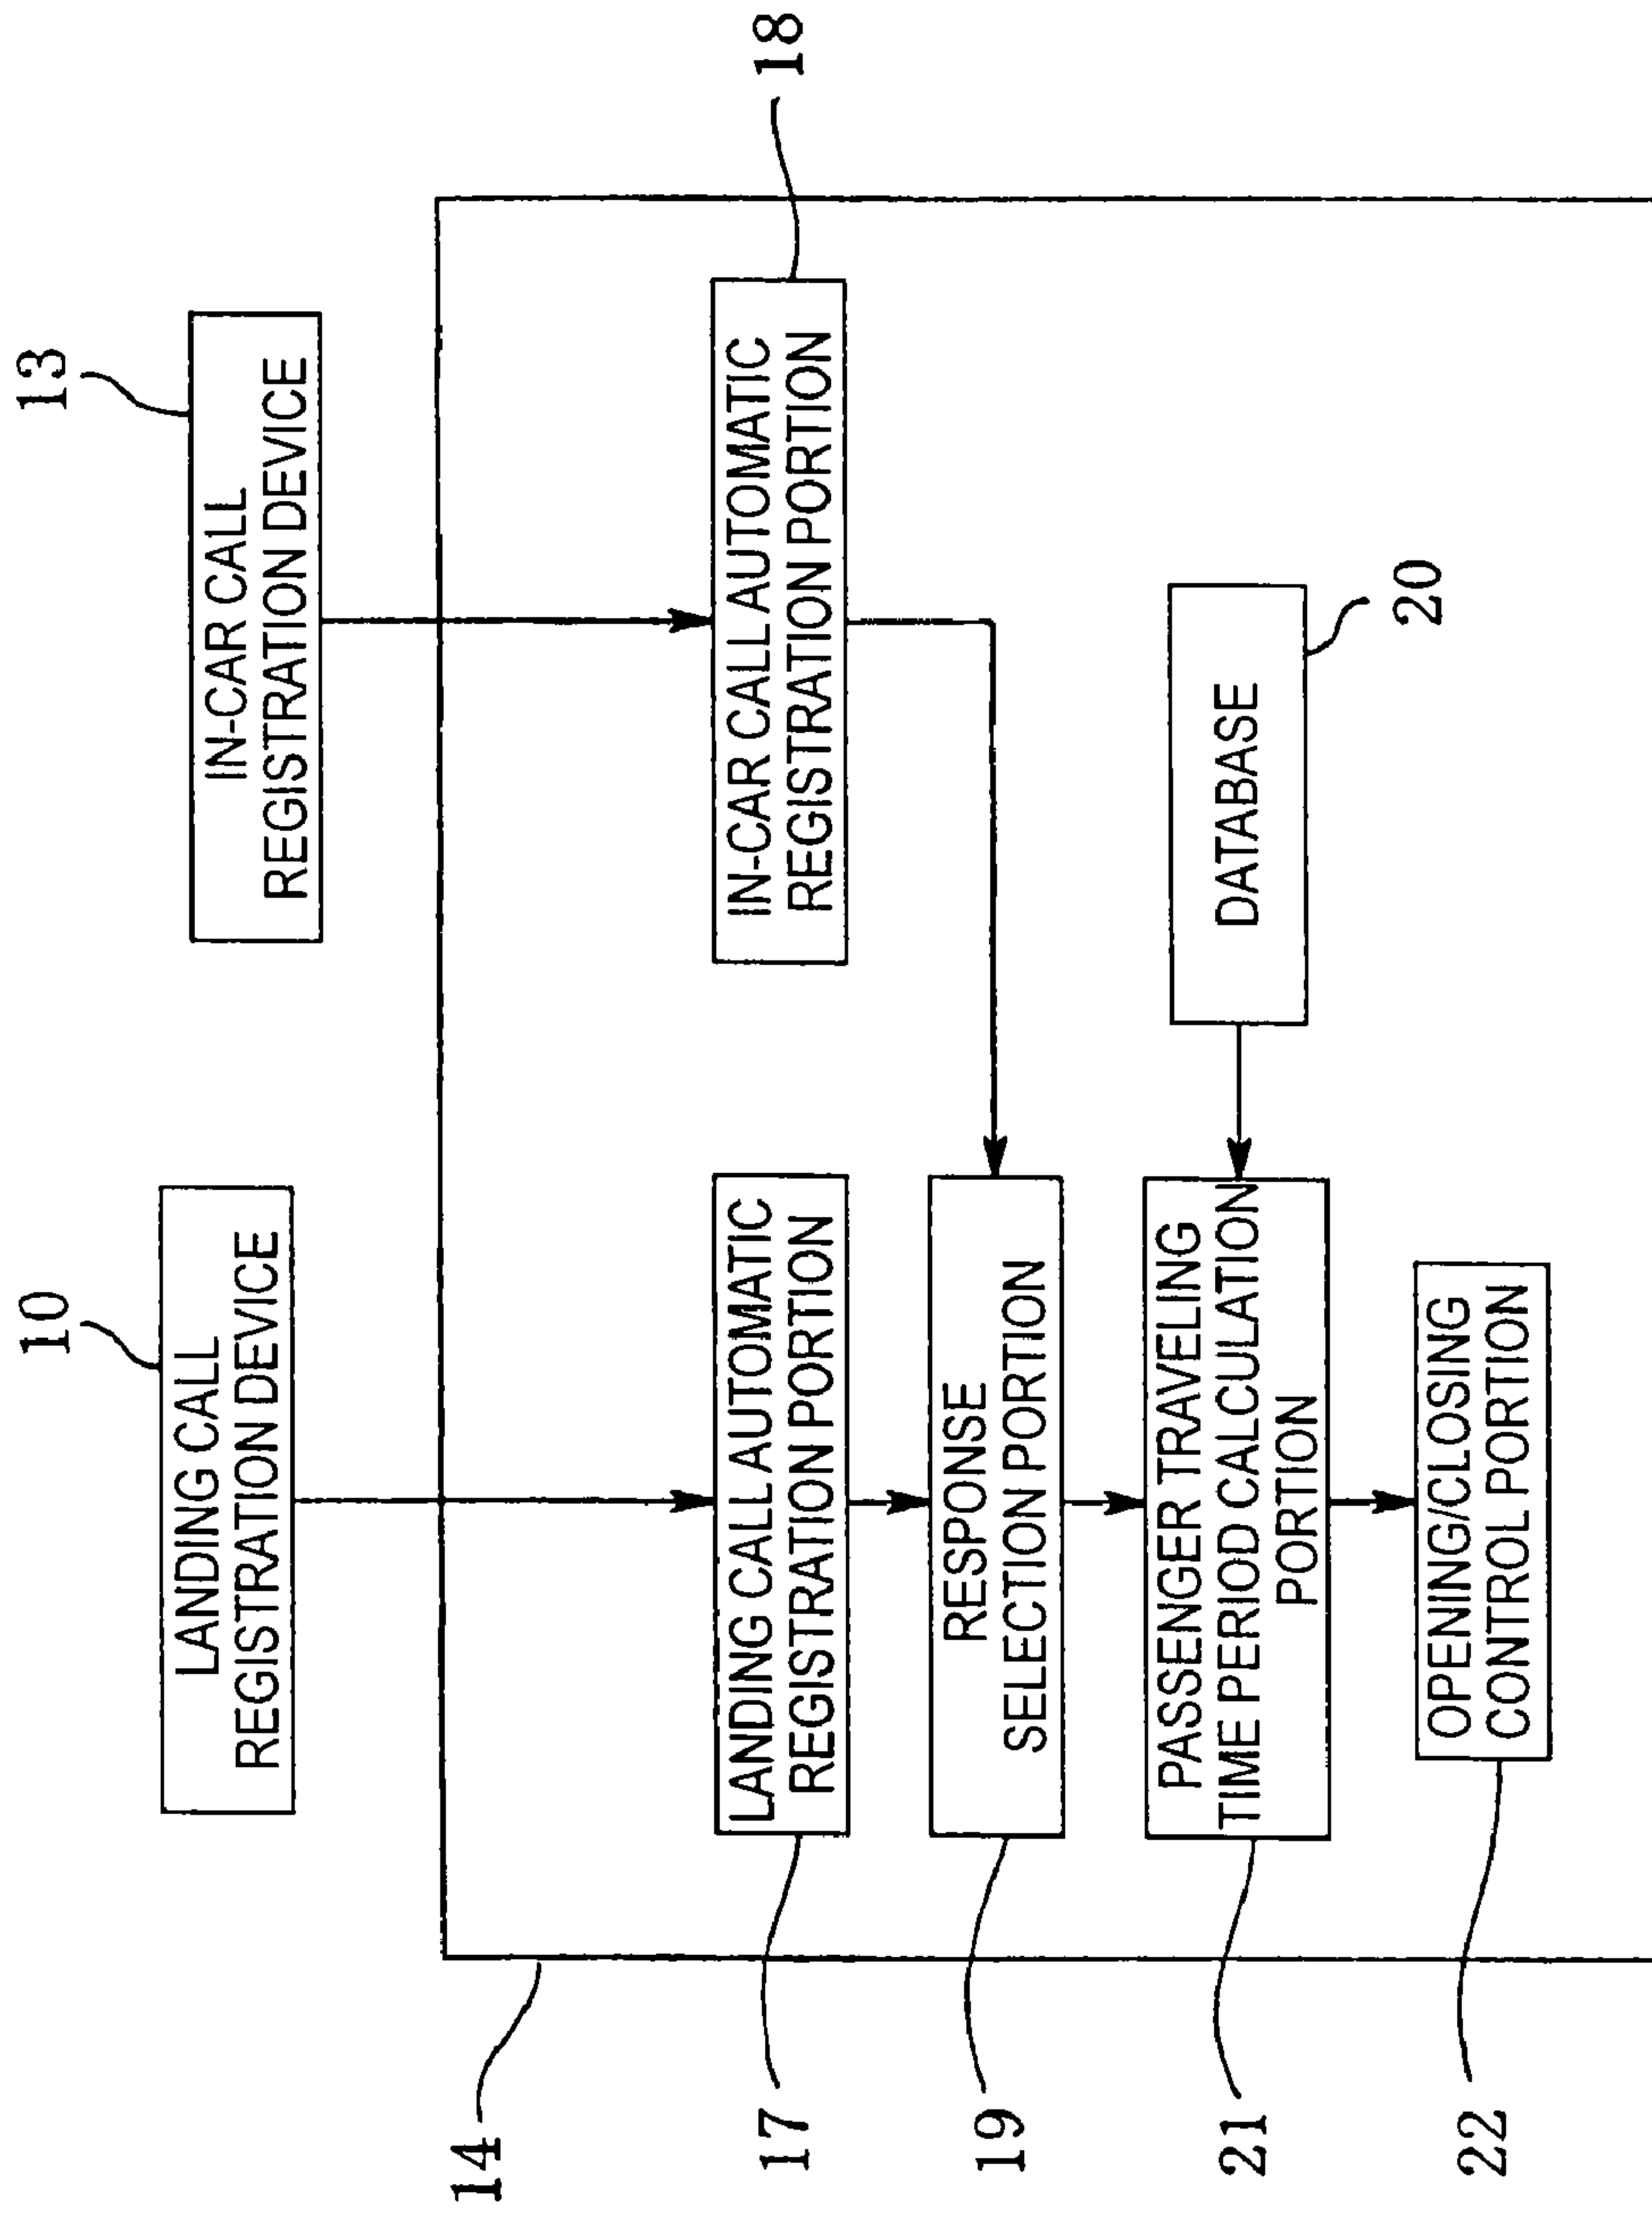 10
LANDING CALL
REGISTRATION DEVICE
13
IN-CAR CALL
REGISTRATION DEVICE
14
18
17
LANDING CALL AUTOMATIC
REGISTRATION PORTION
IN-CAR CALL AUTOMATIC
REGISTRATION PORTION
19
RESPONSE
SELECTION PORTION
21
PASSENGER TRAVELING
TIME PERIOD CALCULATION
PORTION
DATABASE
20
22
OPENING/CLOSING
CONTROL PORTION